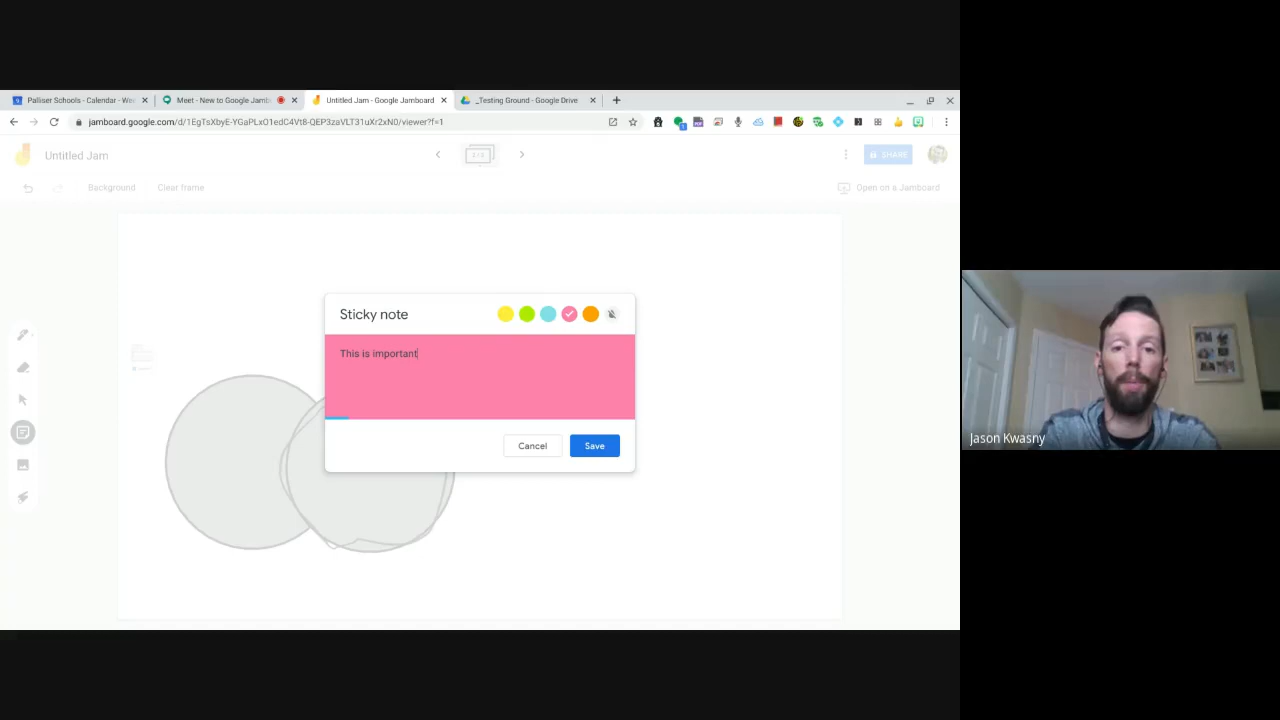 Palliser Schools - Calendar - Win
Meet - New to Google Jamb
Untitled Jam - Google Jamboard
_Testing Ground - Google Drive
jamboard.google.com/d/1EgTsXbyE-YGaPLxO1edC4Vt8-QEP3zaVLT31uXr2xN0/viewer?f=1
Untitled Jam
SHARE
Background
Clear frame
Open on a Jamboard
Sticky note
This is important
Cancel
Save
Jason Kwasny